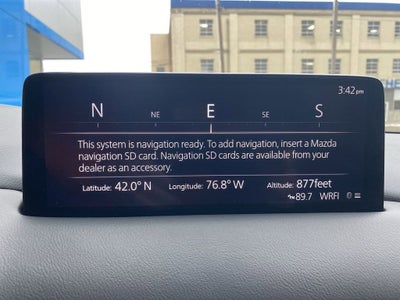 3:42pm
N NE E SE S
This system is navigation ready. To add navigation, insert a Mazda
navigation SD card. Navigation SD cards are available from your
dealer as an accessory.
Latitude: 42.0° N Longitude: 76.8° W Altitude: 877feet
89.7 WRFI